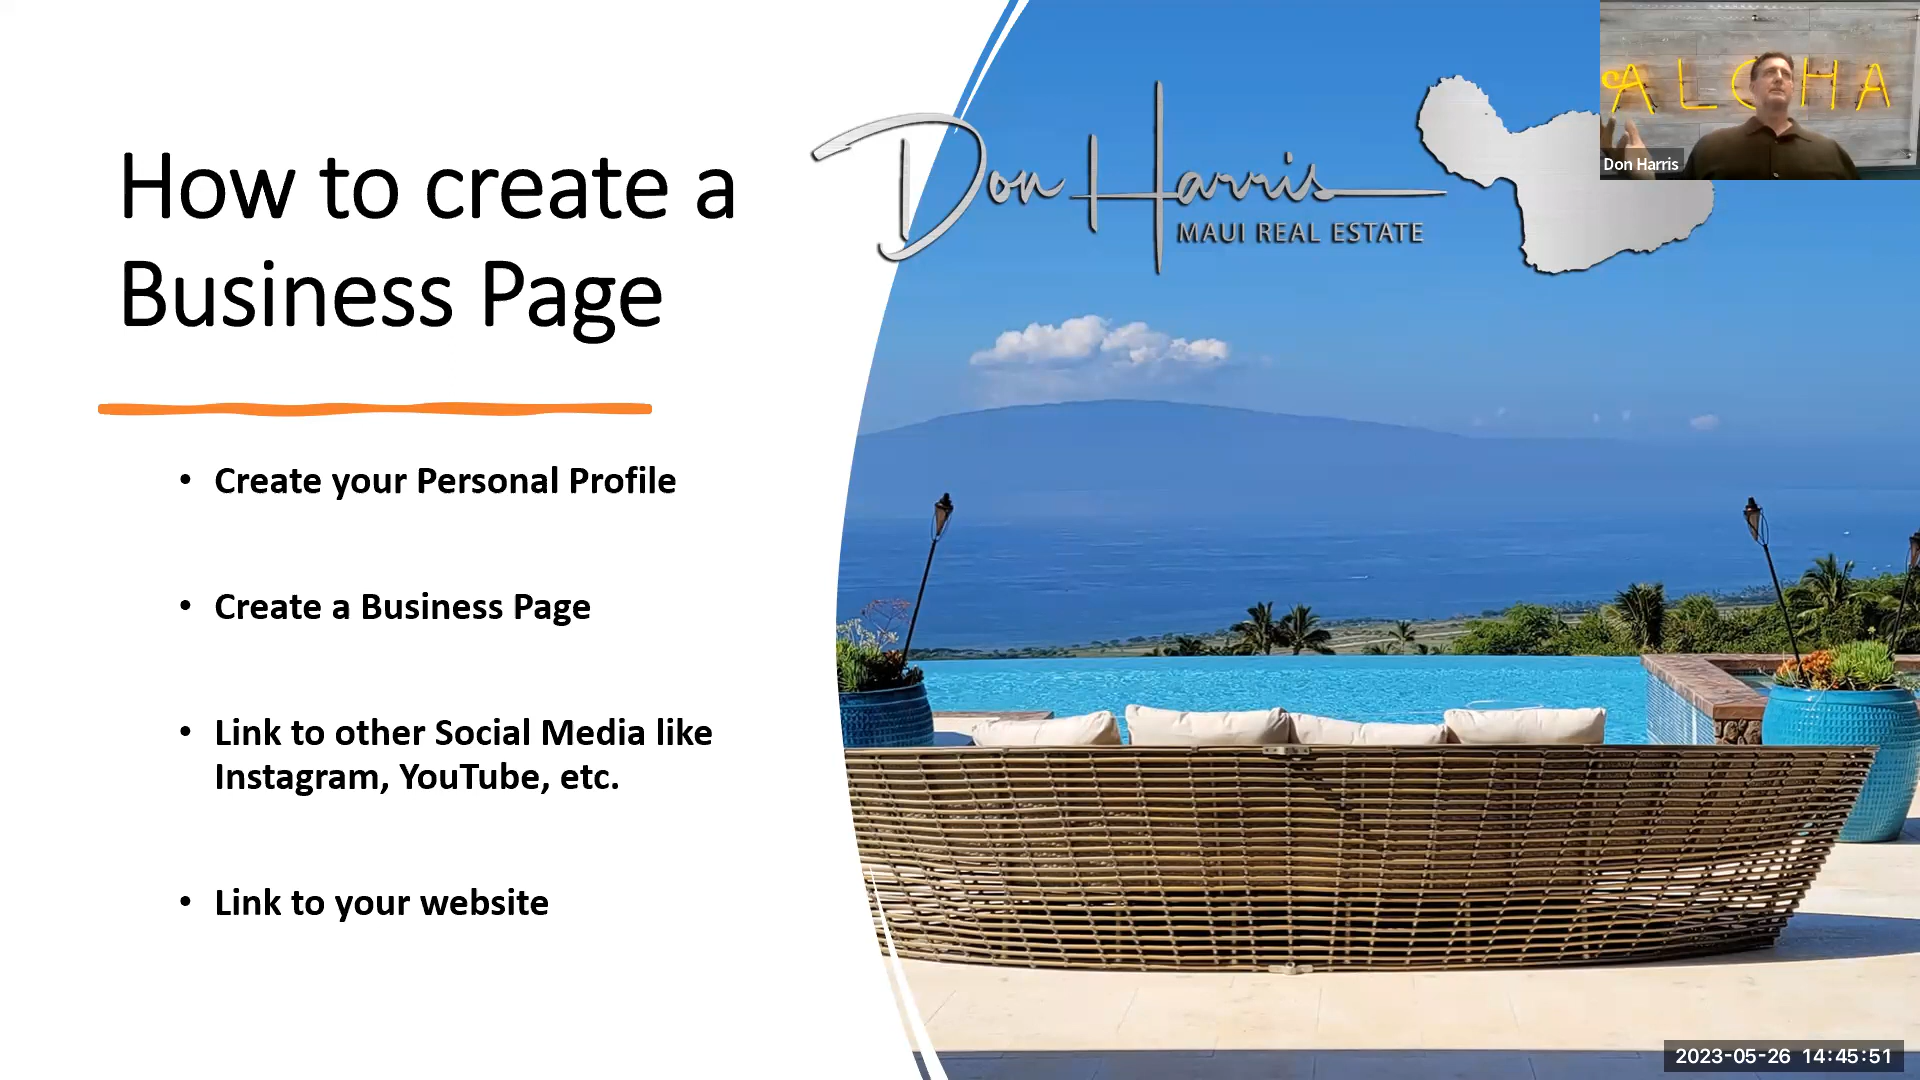 How to create a
Business Page
• Create your Personal Profile
• Create a Business Page
• Link to other Social Media like
Instagram, YouTube, etc.
• Link to your website
Don Harris
MAUI REAL ESTATE
ALOHA
Don Harris
2023-05-26 14:45:51